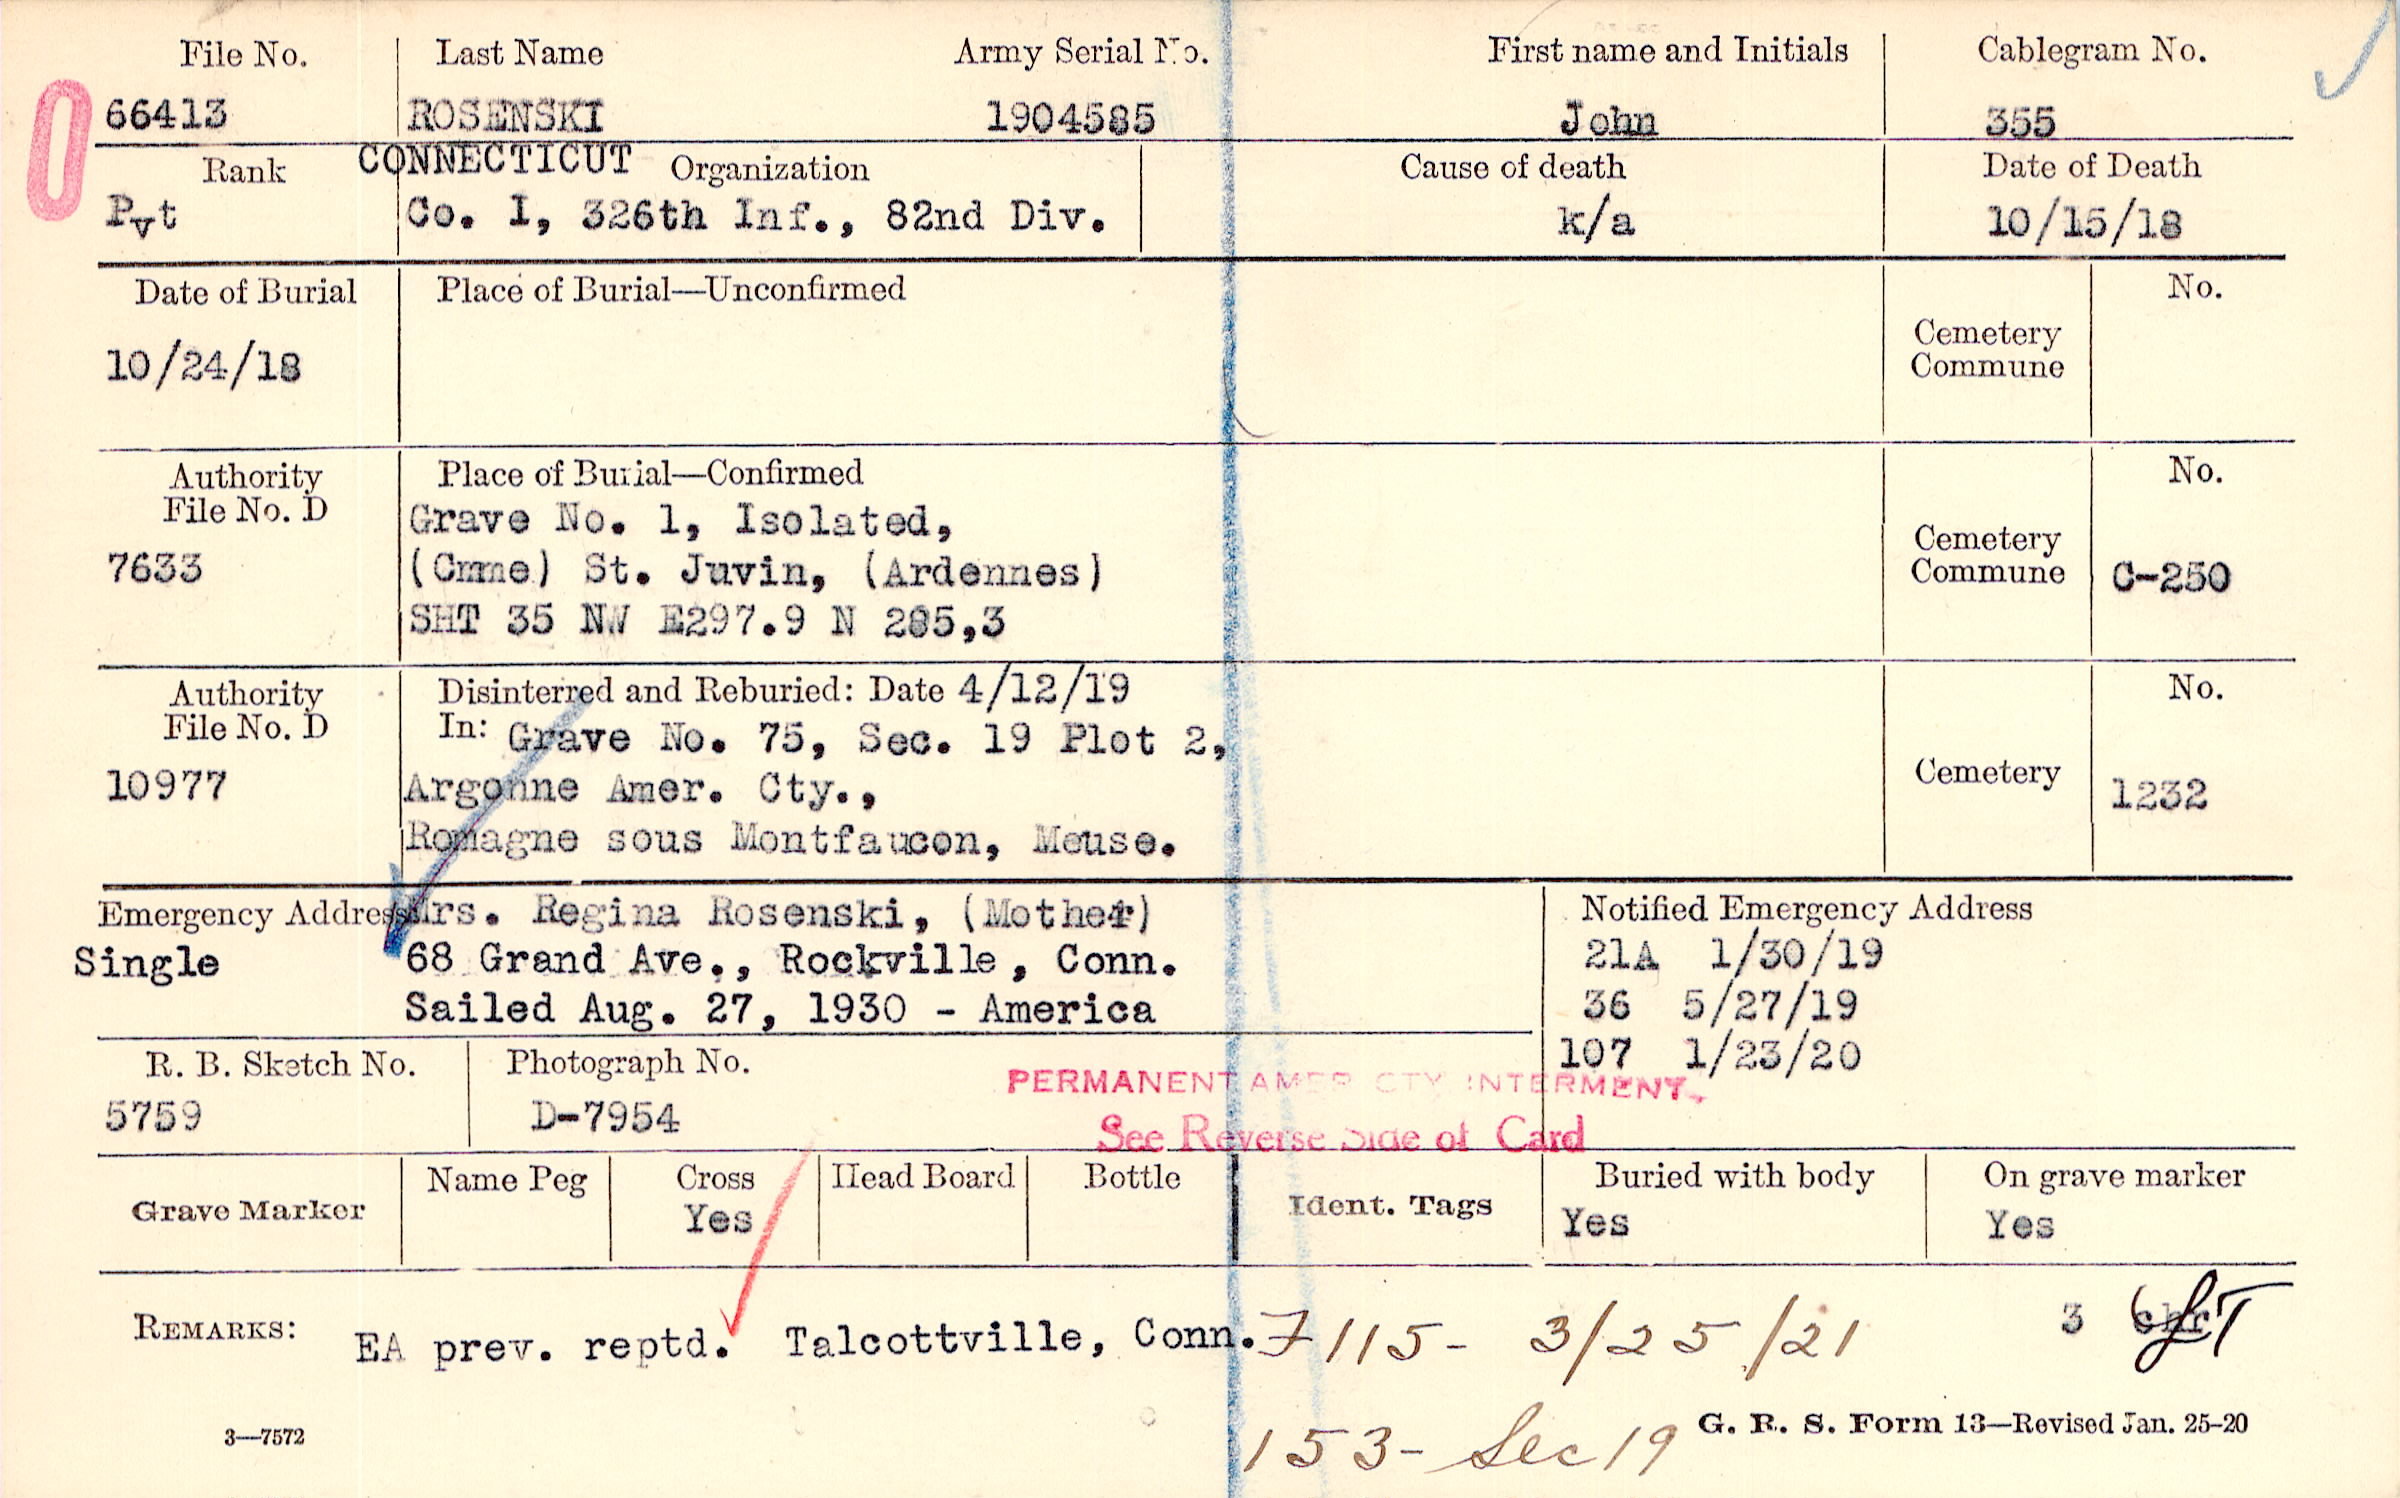 File No. Last Name Army Serial No. First name and Initials Cablegram No.
66413 ROSENSKI 1904585 John 355
Rank CONNECTICUT Organization Cause of death Date of Death
Pvt Co. I, 326th Inf., 82nd Div. k/a 10/15/18
Date of Burial Place of Burial—Unconfirmed No.
10/24/18 Cemetery
Commune
Authority Place of Burial—Confirmed No.
File No. D Grave No. 1, Isolated, Cemetery
7633 (Cmme) St. Juvin, (Ardennes) Commune C-250
SHT 35 NW E297.9 N 285,3
Authority Disinterred and Reburied: Date 4/12/19 No.
File No. D In: Grave No. 75, Sec. 19 Plot 2,
10977 Argonne Amer. Cty., Cemetery 1232
Romagne sous Montfaucon, Meuse.
Emergency Address Mrs. Regina Rosenski, (Mother) Notified Emergency Address
Single 68 Grand Ave., Rockville, Conn. 21A 1/30/19
Sailed Aug. 27, 1930 - America 36 5/27/19
R. B. Sketch No. Photograph No. 107 1/23/20
PERMANENT AMER CTY INTERMENT.
5759 D-7954 See Reverse Side of Card
Grave Marker Name Peg Cross Head Board Bottle Ident. Tags Buried with body On grave marker
Yes Yes Yes
REMARKS: EA prev. reptd. Talcottville, Conn. 7115- 3/25/21 3
153- Sec 19
3—7572 G. R. S. Form 13—Revised Jan. 25-20